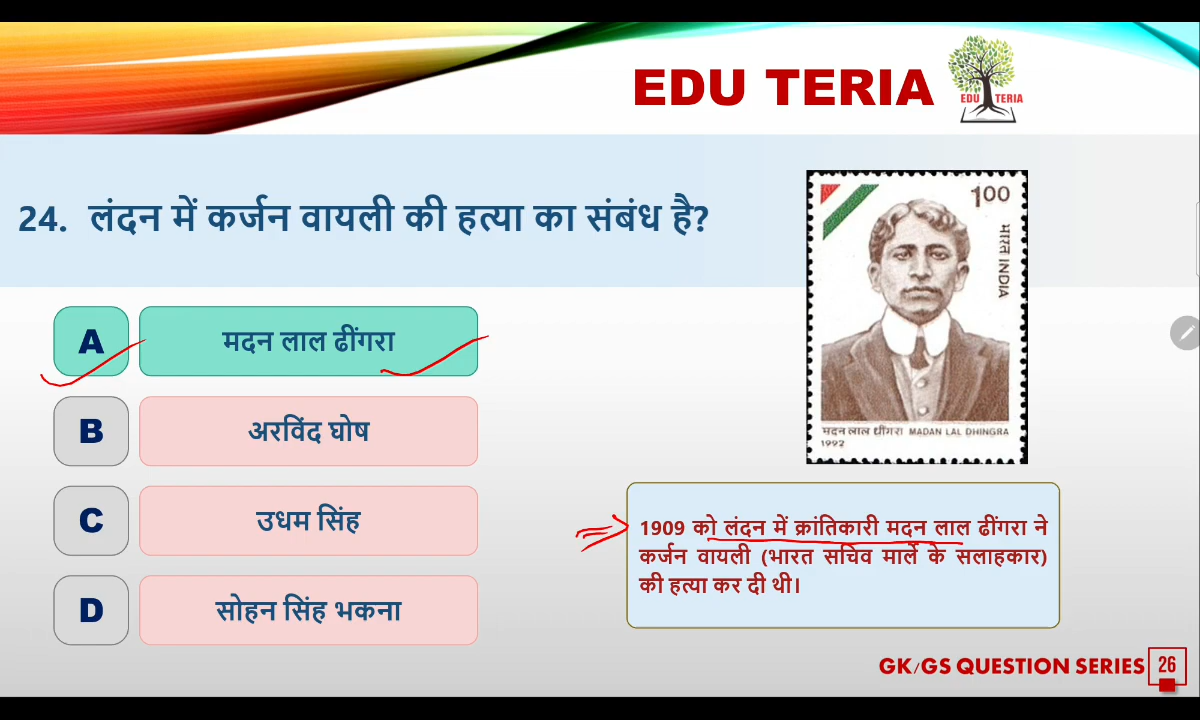 EDU TERIA
EDU TERIA
24. लंदन में कर्जन वायली की हत्या का संबंध है?
1.00
भारत INDIA
मदन लाल धींगरा MADAN LAL DHINGRA
1992
A मदन लाल ढींगरा
B अरविंद घोष
C उधम सिंह
D सोहन सिंह भकना
1909 को लंदन में क्रांतिकारी मदन लाल ढींगरा ने
कर्जन वायली (भारत सचिव मार्ले के सलाहकार)
की हत्या कर दी थी।
GK/GS QUESTION SERIES 26